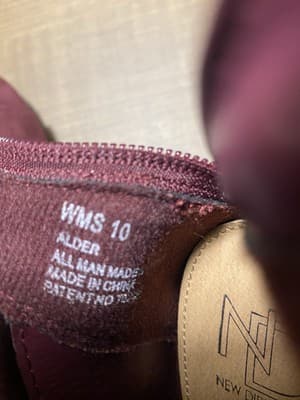 WMS 10
ALDER
ALL MAN MADE
MADE IN CHINA
PATENT NO
NEW